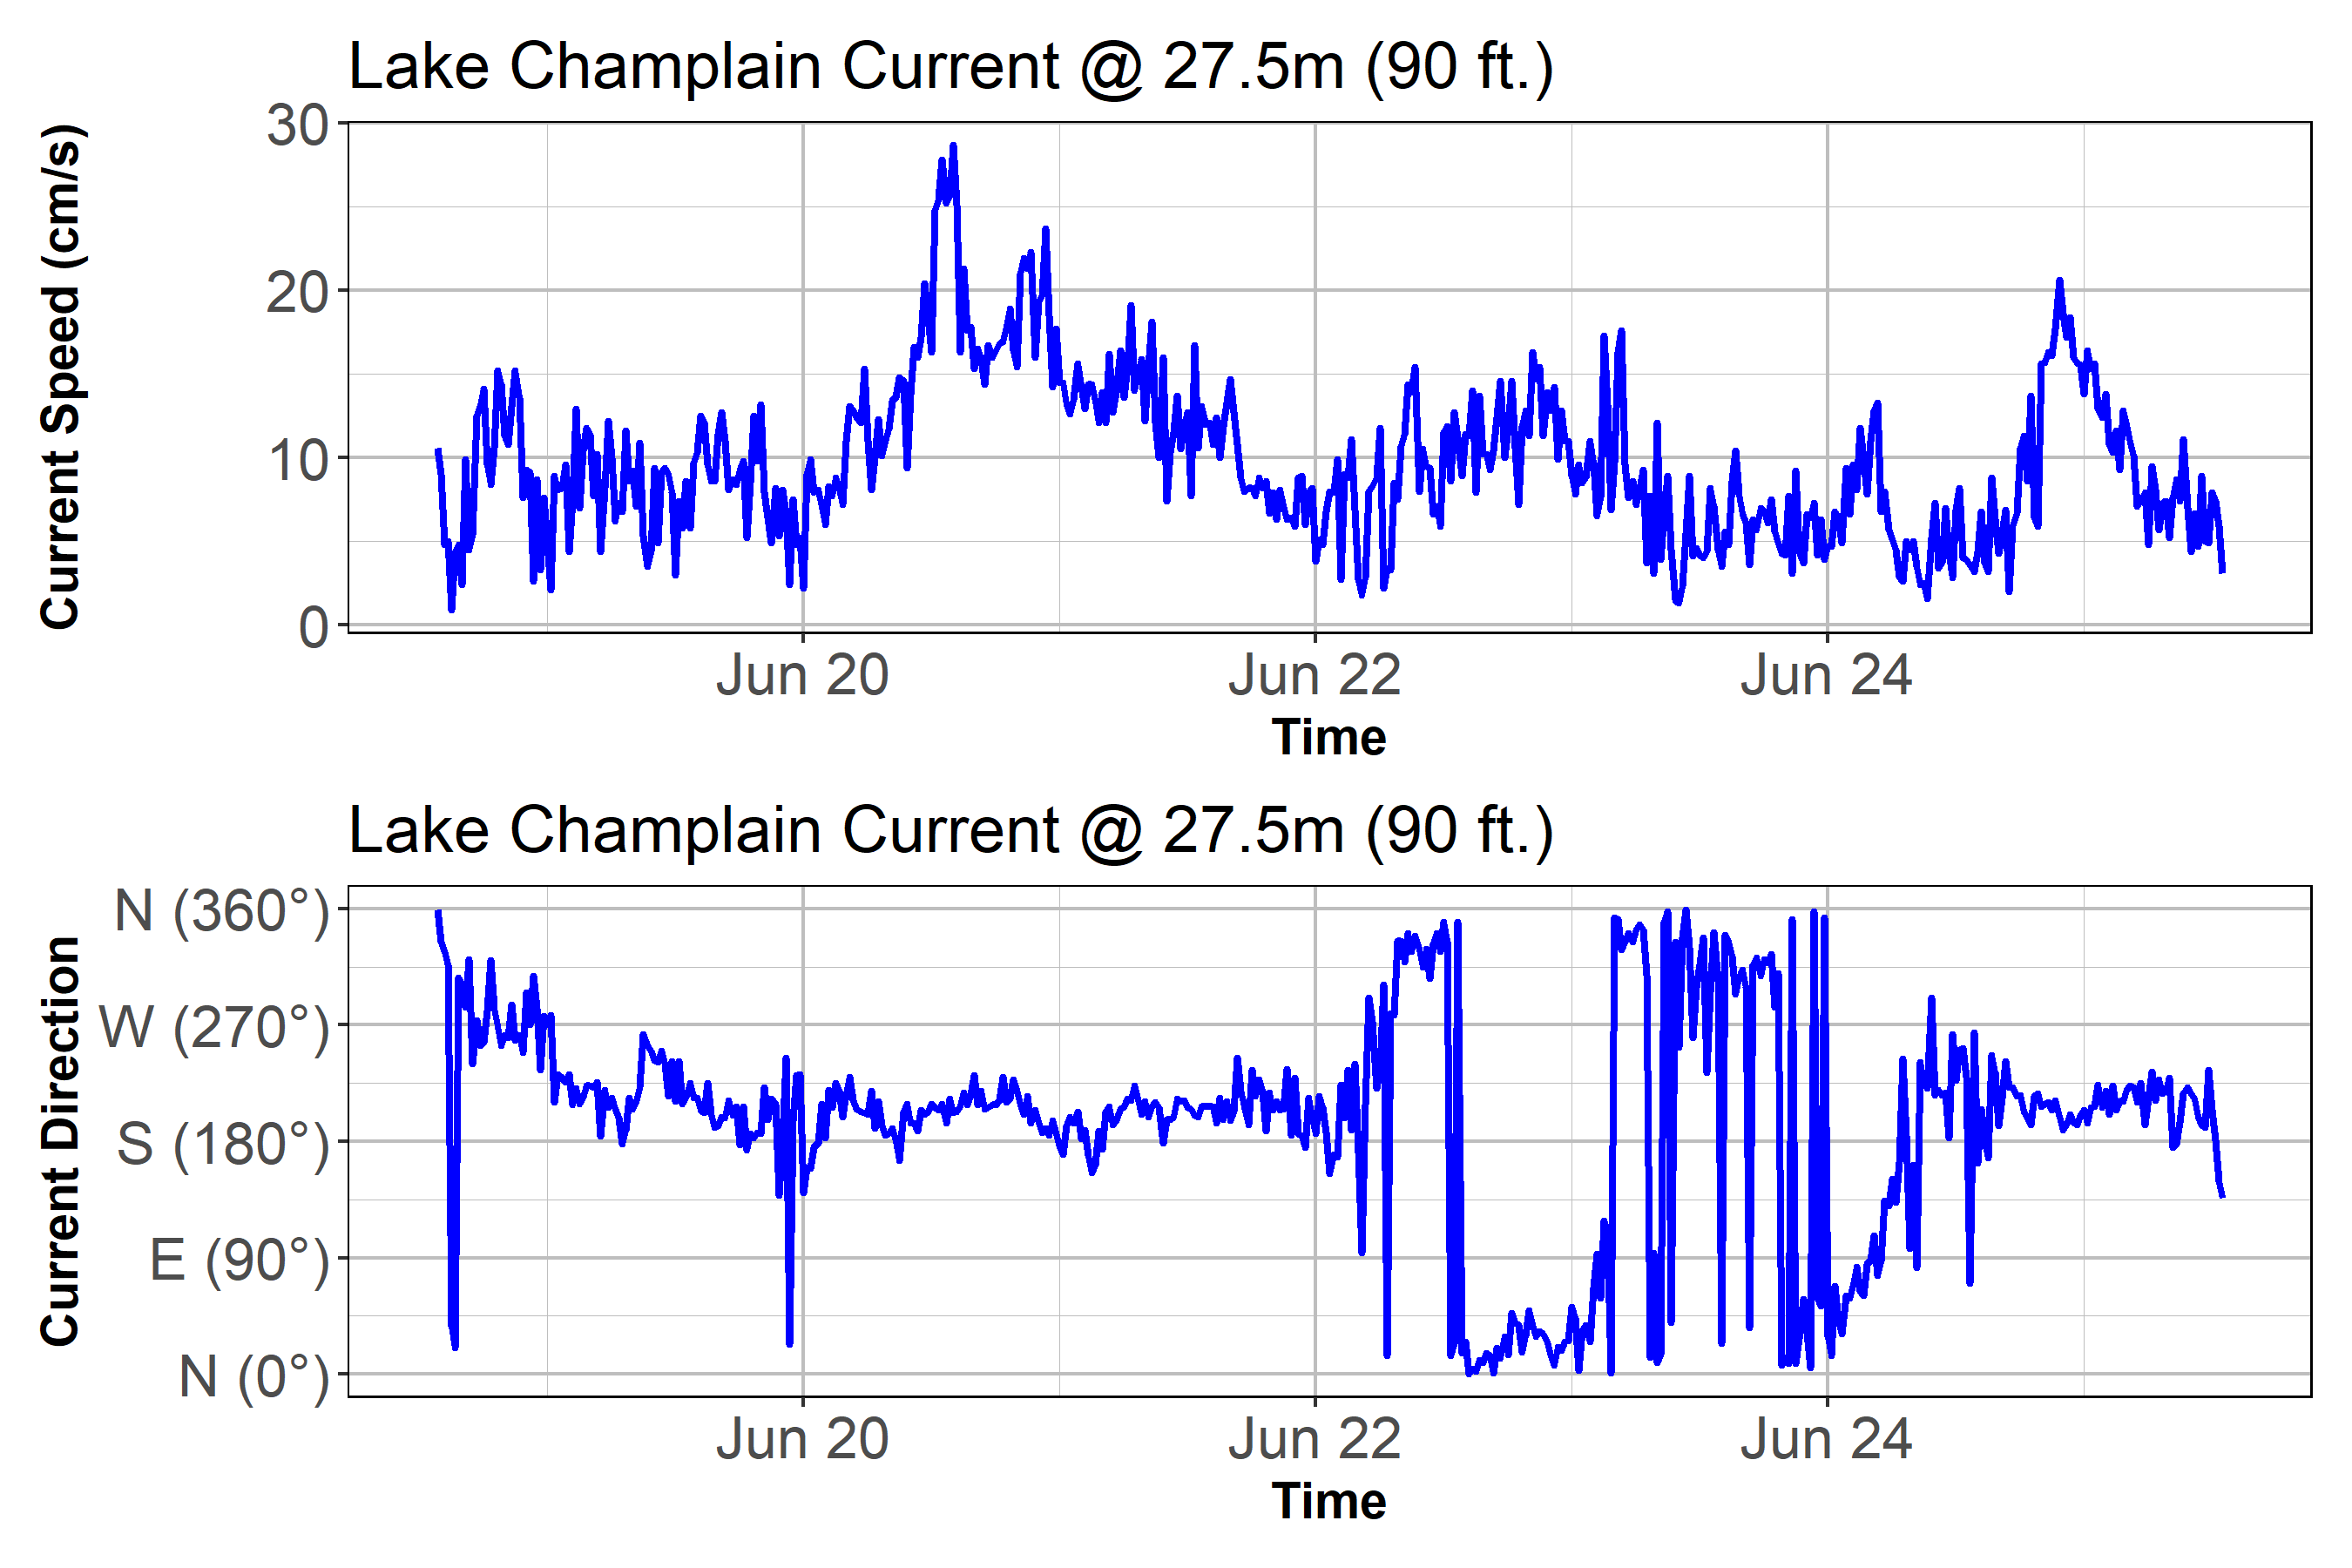 Lake Champlain Current @ 27.5m (90 ft.)
Current Speed (cm/s)
30
20
10
0
Jun 20 Jun 22 Jun 24
Time
Lake Champlain Current @ 27.5m (90 ft.)
Current Direction
N (360°)
W (270°)
S (180°)
E (90°)
N (0°)
Jun 20 Jun 22 Jun 24
Time